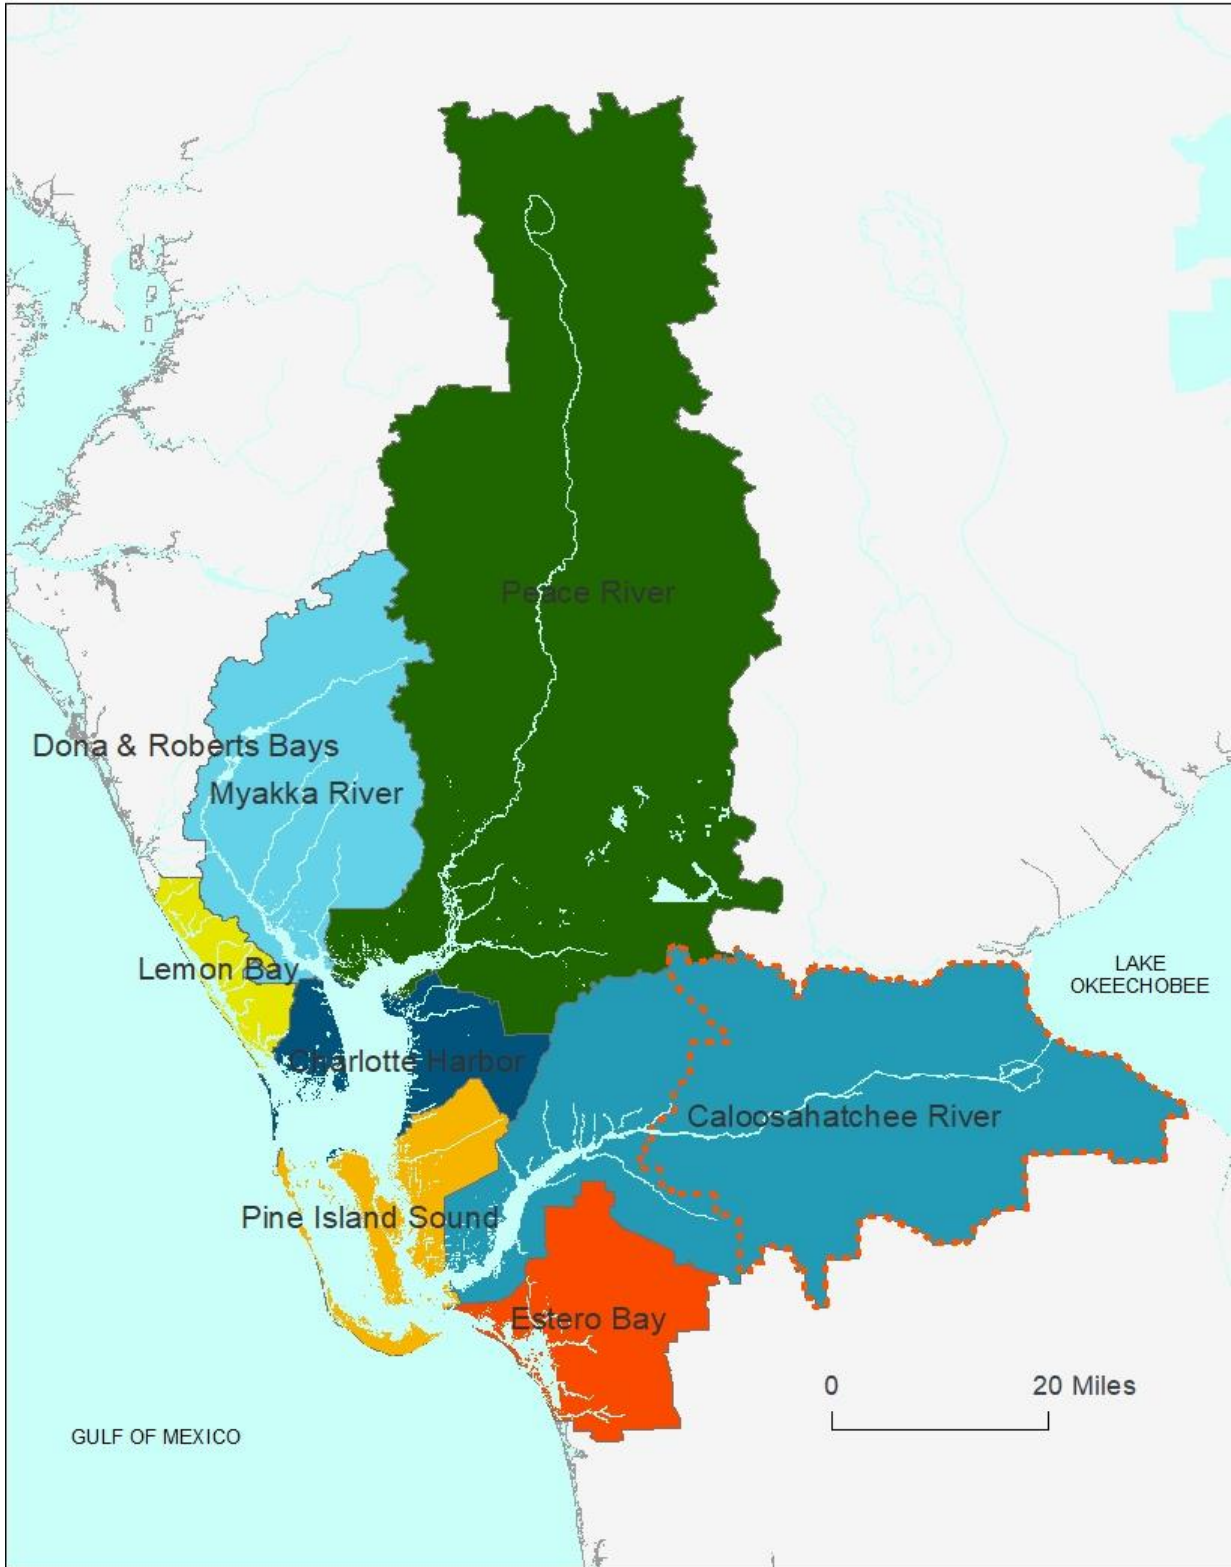 Peace River
Dona & Roberts Bays
Myakka River
Lemon Bay
LAKE
OKEECHOBEE
Charlotte Harbor
Caloosahatchee River
Pine Island Sound
Estero Bay
0 20 Miles
GULF OF MEXICO